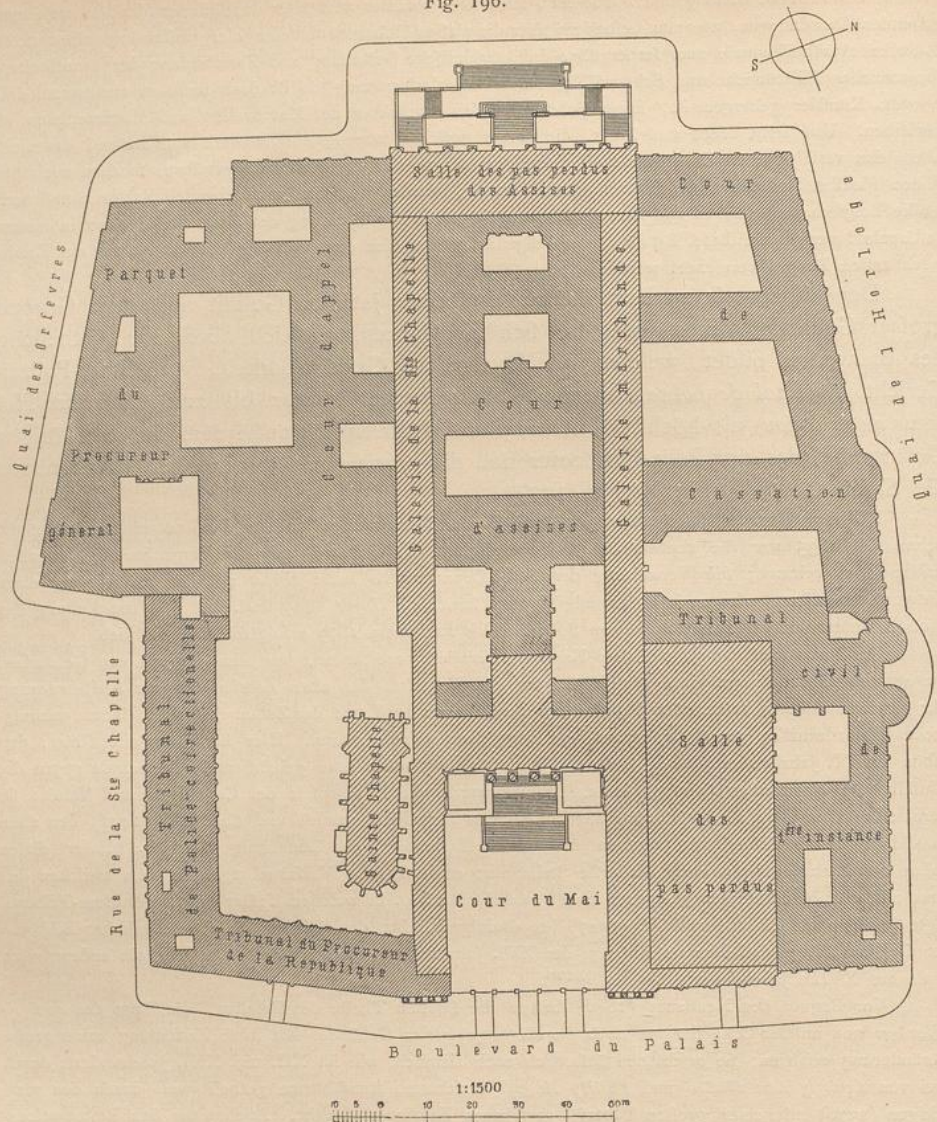 Fig. 196.
N
S
Salle des pas perdus
des Assises
Cour
de
Cassation
Quai de l Horloge
Quai des Orfèvres
Parquet
du
Procureur
général
Cour d'appel
Galerie de la Ste Chapelle
Cour
d'assises
Galerie marchande
Tribunal
civil
de
1ère instance
Salle
des
pas perdus
Rue de la Ste Chapelle
Tribunal
de Police correctionelle
Sainte Chapelle
Cour du Mai
Tribunal du Procureur
de la République
Boulevard du Palais
1:1500
10 5 0 10 20 30 40 50m